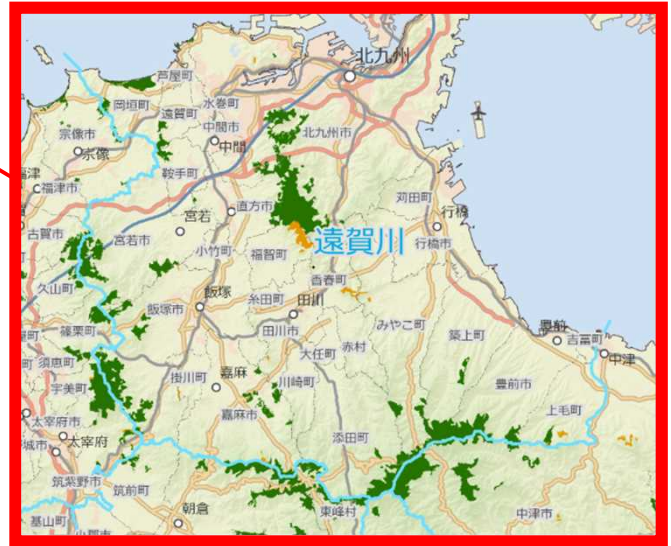 北九州
芦屋町
岡垣町
遠賀町
水巻町
中間市
中間
北九州市
宗像市
宗像
鞍手町
福津市
直方市
苅田町
行橋
宮若
古賀市
宮若市
小竹町
福智町
遠賀川
行橋市
久山町
香春町
飯塚
飯塚市
糸田町
田川
みやこ町
豊前
篠栗町
田川市
赤村
築上町
吉富町
中津
須恵町
大任町
掛川町
嘉麻
川崎町
豊前市
宇美町
上毛町
嘉麻市
太宰府市
添田町
太宰府
筑紫野市
筑前町
朝倉
東峰村
中津市
基山町